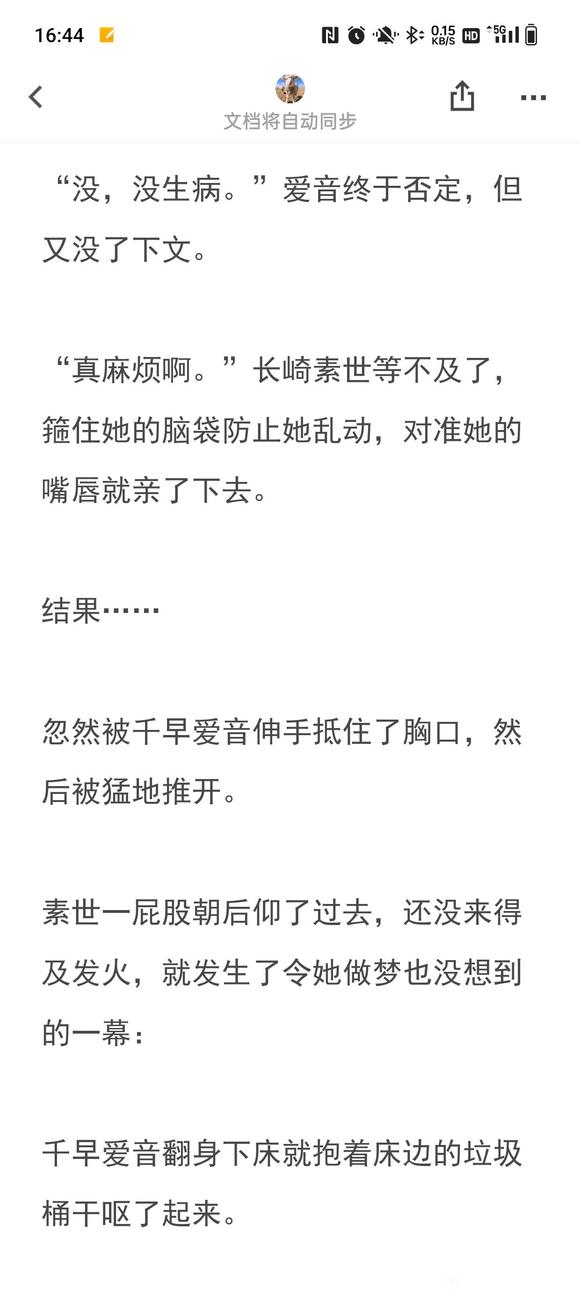 16:44
0.15
KB/S
HD
5G
文档将自动同步
“没，没生病。”爱音终于否定，但
又没了下文。
“真麻烦啊。”长崎素世等不及了，
箍住她的脑袋防止她乱动，对准她的
嘴唇就亲了下去。
结果······
忽然被千早爱音伸手抵住了胸口，然
后被猛地推开。
素世一屁股朝后仰了过去，还没来得
及发火，就发生了令她做梦也没想到
的一幕：
千早爱音翻身下床就抱着床边的垃圾
桶干呕了起来。